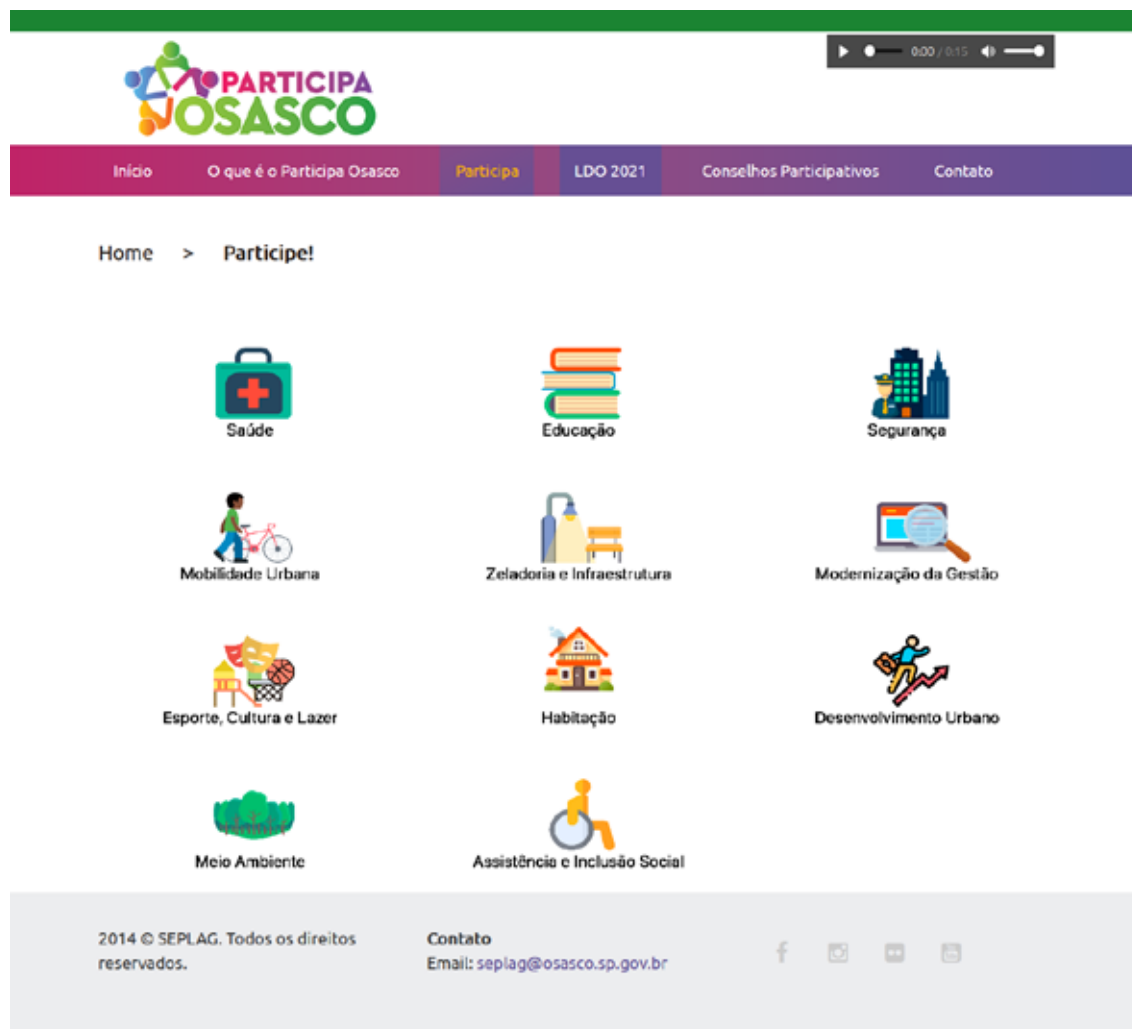 PARTICIPA
OSASCO
0:00 / 0:15
Início O que é o Participa Osasco Participa LDO 2021 Conselhos Participativos Contato
Home > Participe!
Saúde Educação Segurança
Mobilidade Urbana Zeladoria e Infraestrutura Modernização da Gestão
Esporte, Cultura e Lazer Habitação Desenvolvimento Urbano
Meio Ambiente Assistência e Inclusão Social
2014 © SEPLAG. Todos os direitos
reservados.
Contato
Email: seplag@osasco.sp.gov.br